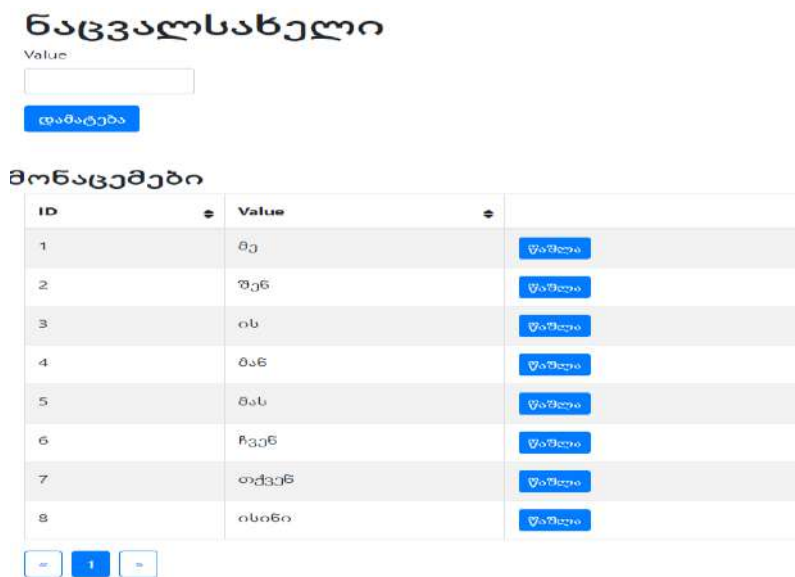 ნაცვალსახელი
Value
დამატება
მონაცემები
ID Value
1 მე წაშლა
2 შენ წაშლა
3 ის წაშლა
4 მან წაშლა
5 მას წაშლა
6 ჩვენ წაშლა
7 თქვენ წაშლა
8 ისინი წაშლა
« 1 »